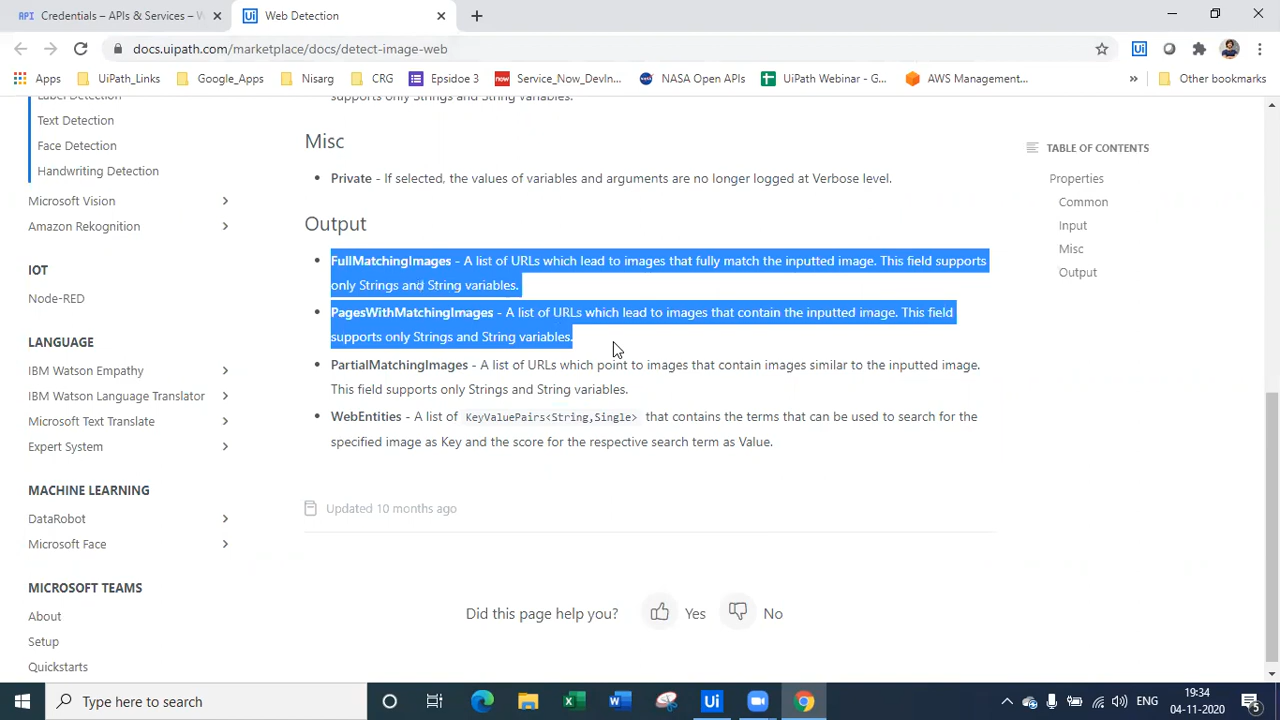 Credentials – APIs & Services – W
Web Detection
docs.uipath.com/marketplace/docs/detect-image-web
Apps
UiPath_Links
Google_Apps
Nisarg
CRG
Epsidoe 3
Service_Now_DevIn...
NASA Open APIs
UiPath Webinar - G...
AWS Management...
»
Other bookmarks
Label Detection
Text Detection
Face Detection
Handwriting Detection
Microsoft Vision
Amazon Rekognition
IOT
Node-RED
LANGUAGE
IBM Watson Empathy
IBM Watson Language Translator
Microsoft Text Translate
Expert System
MACHINE LEARNING
DataRobot
Microsoft Face
MICROSOFT TEAMS
About
Setup
Quickstarts
supports only Strings and String variables.
Misc
• Private - If selected, the values of variables and arguments are no longer logged at Verbose level.
Output
• FullMatchingImages - A list of URLs which lead to images that fully match the inputted image. This field supports
only Strings and String variables.
• PagesWithMatchingImages - A list of URLs which lead to images that contain the inputted image. This field
supports only Strings and String variables.
• PartialMatchingImages - A list of URLs which point to images that contain images similar to the inputted image.
This field supports only Strings and String variables.
• WebEntities - A list of KeyValuePairs<String,Single> that contains the terms that can be used to search for the
specified image as Key and the score for the respective search term as Value.
Updated 10 months ago
Did this page help you? Yes No
TABLE OF CONTENTS
Properties
Common
Input
Misc
Output
Type here to search
ENG
19:34
04-11-2020
5